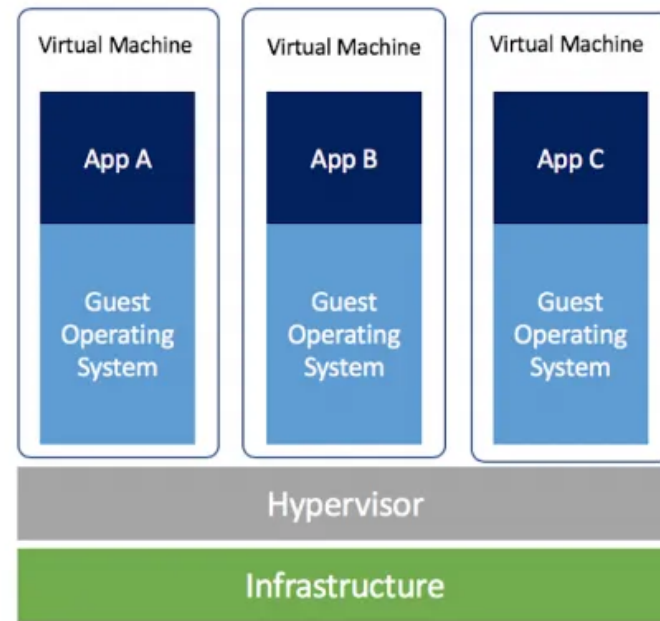 Virtual Machine
Virtual Machine
Virtual Machine
App A
App B
App C
Guest
Operating
System
Guest
Operating
System
Guest
Operating
System
Hypervisor
Infrastructure